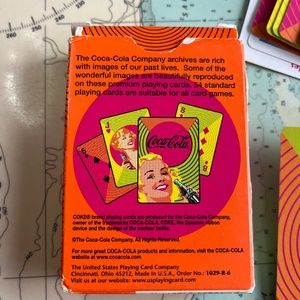 The Coca-Cola Company archives are rich
with images of our past lives. Some of the
wonderful images are beautifully reproduced
on these premium playing cards. 54 standard
playing cards are suitable for all card games.
J
8
Coca-Cola
COKE® brand playing cards are produced for the Coca-Cola Company,
owner of the trademarks COCA-COLA, COKE, the Dynamic ribbon
device and the design of the contour bottle.
©The Coca-Cola Company. All Rights Reserved.
For more great COCA-COLA products and information, visit the COCA-COLA
website at www.cocacola.com
The United States Playing Card Company
Cincinnati, Ohio, Made in U.S.A., Order No.: 1029-R-6
Visit us at our website: www.usplayingcard.com